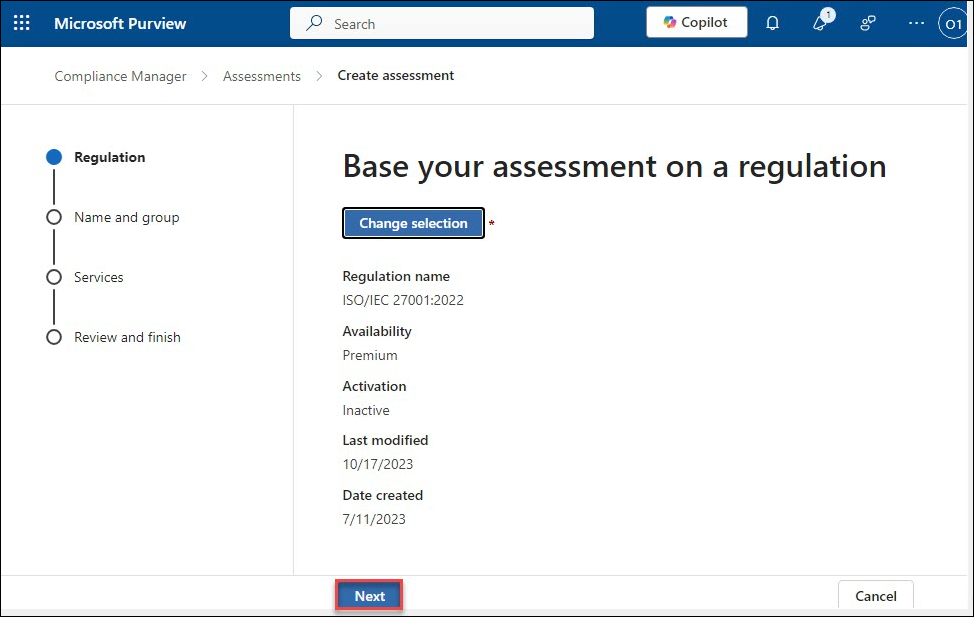 Microsoft Purview
Search
Copilot
1
...
O1
Compliance Manager > Assessments > Create assessment
Regulation
Name and group
Services
Review and finish
Base your assessment on a regulation
Change selection *
Regulation name
ISO/IEC 27001:2022
Availability
Premium
Activation
Inactive
Last modified
10/17/2023
Date created
7/11/2023
Next
Cancel